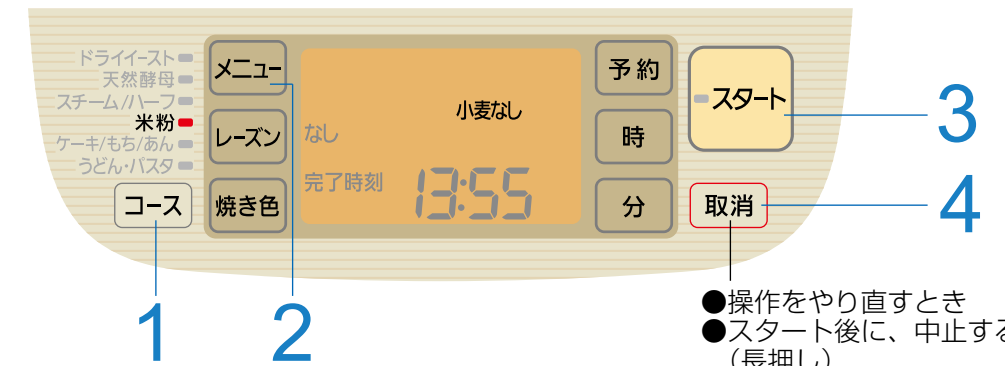 ドライイースト
天然酵母
スチーム/ハーフ
米粉
ケーキ/もち/あん
うどん・パスタ
コース
メニュー
レーズン
焼き色
小麦なし
なし
完了時刻
13:55
予約
時
分
スタート
取消
1
2
3
4
●操作をやり直すとき
●スタート後に、中止する
(長押し)